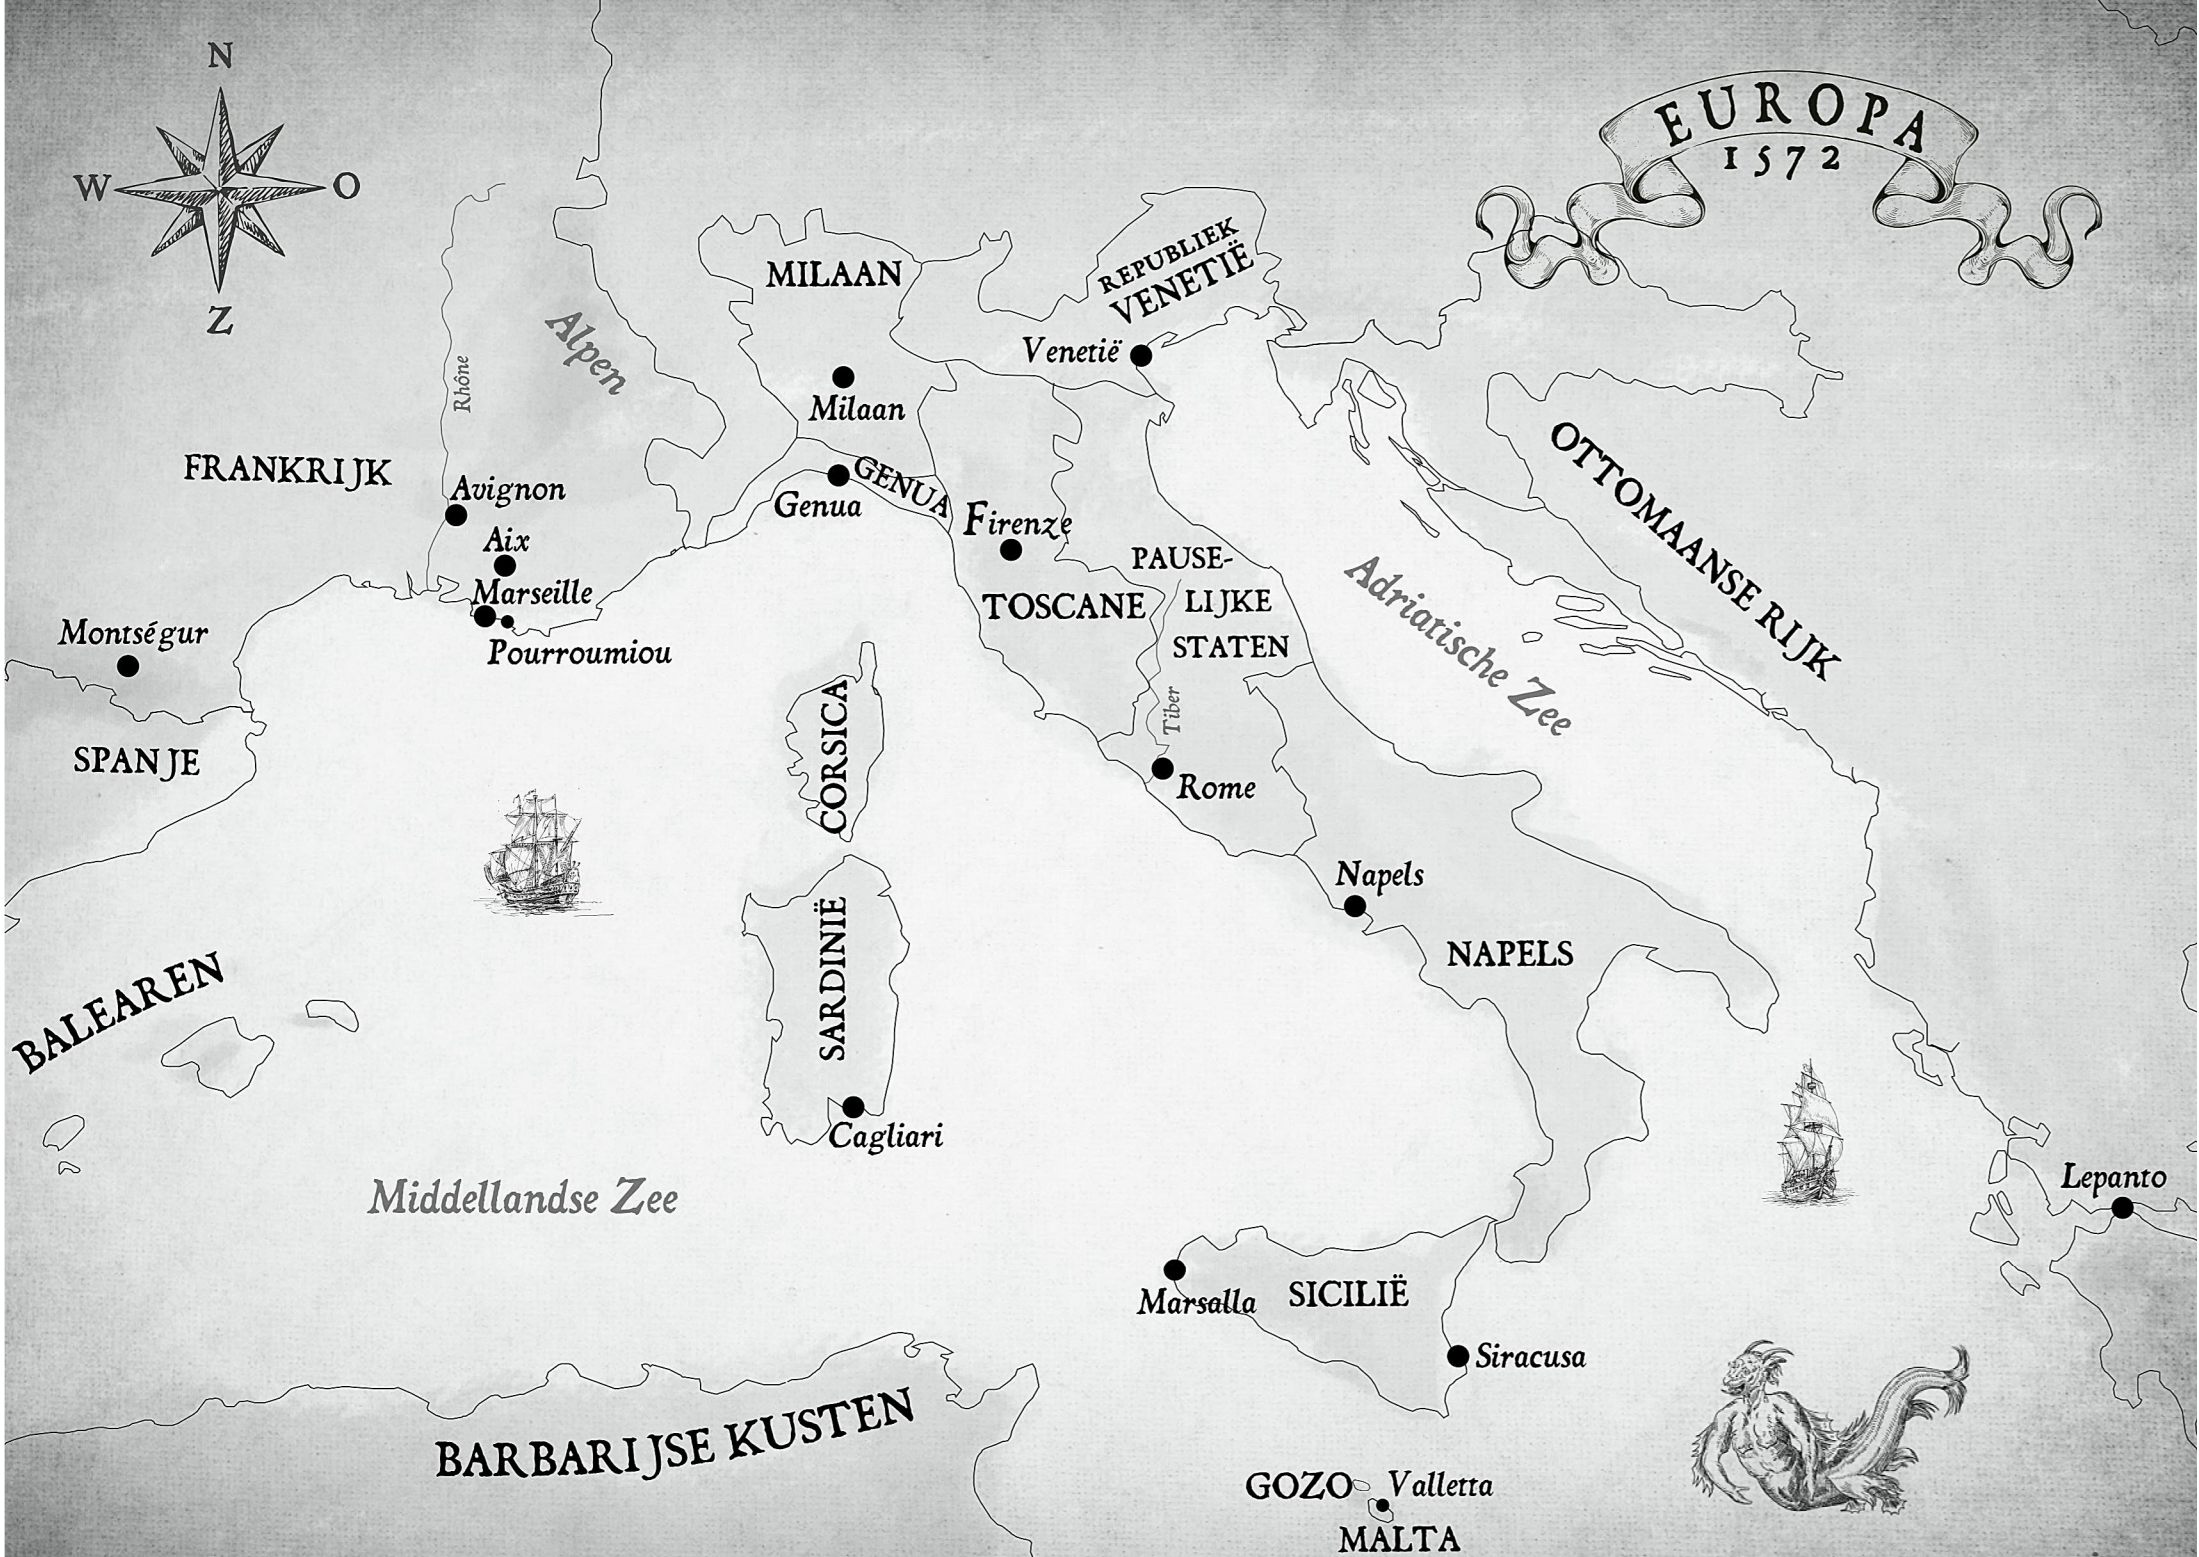 N
W
O
Z
EUROPA
1572
REPUBLIEK
VENETIË
MILAAN
Alpen
Venetië
Rhône
Milaan
FRANKRIJK
OTTOMAANSE RIJK
Avignon
GENUA
Genua
Firenze
Aix
PAUSE-
LIJKE
STATEN
Marseille
TOSCANE
Adriatische Zee
Montségur
Pourroumiou
CORSICA
Tiber
SPANJE
Rome
Napels
SARDINIË
NAPELS
BALEAREN
Cagliari
Lepanto
Middellandse Zee
Marsalla
SICILIË
Siracusa
BARBARIJSE KUSTEN
GOZO
Valletta
MALTA